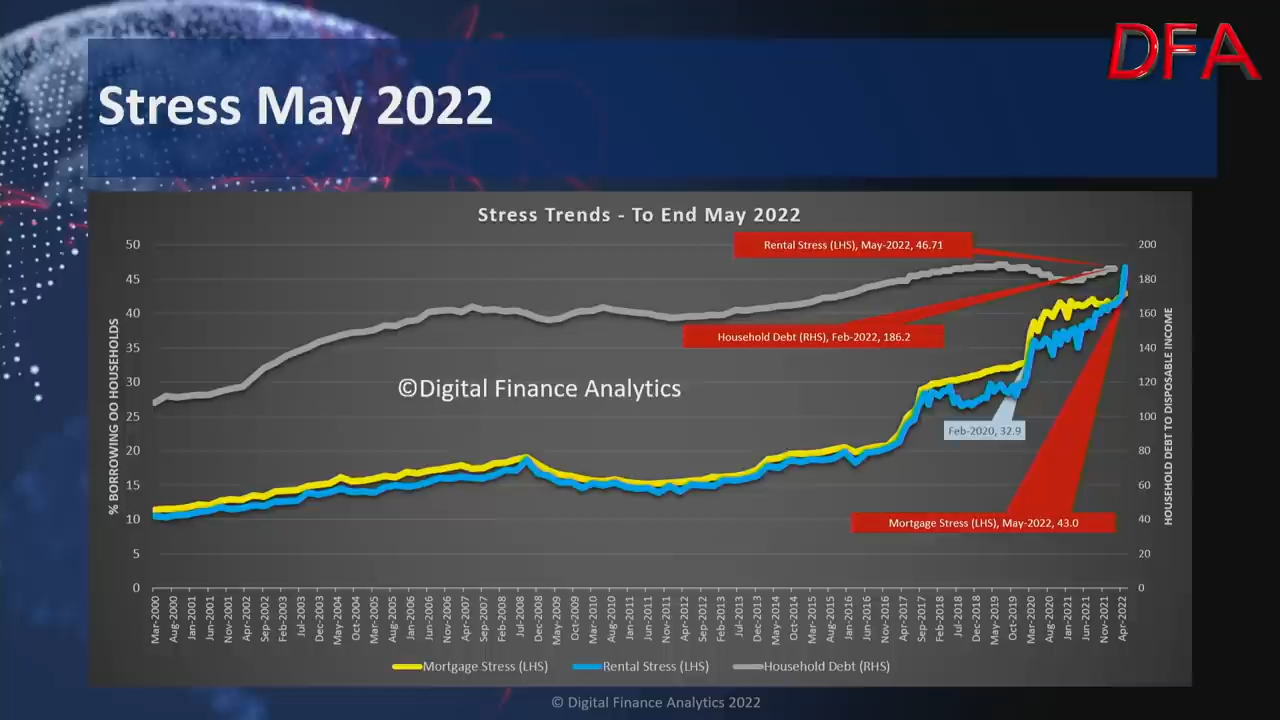 DFA
Stress May 2022
Stress Trends - To End May 2022
Rental Stress (LHS), May-2022, 46.71
Household Debt (RHS), Feb-2022, 186.2
©Digital Finance Analytics
Feb-2020, 32.9
Mortgage Stress (LHS), May-2022, 43.0
% BORROWING OO HOUSEHOLDS
50
45
40
35
30
25
20
15
10
5
0
HOUSEHOLD DEBT TO DISPOSABLE INCOME
200
180
160
140
120
100
80
60
40
20
0
Mar-2000
Aug-2000
Jan-2001
Jun-2001
Nov-2001
Apr-2002
Sep-2002
Feb-2003
Jul-2003
Dec-2003
May-2004
Oct-2004
Mar-2005
Aug-2005
Jan-2006
Jun-2006
Nov-2006
Apr-2007
Sep-2007
Feb-2008
Jul-2008
Dec-2008
May-2009
Oct-2009
Mar-2010
Aug-2010
Jan-2011
Jun-2011
Nov-2011
Apr-2012
Sep-2012
Feb-2013
Jul-2013
Dec-2013
May-2014
Oct-2014
Mar-2015
Aug-2015
Jan-2016
Jun-2016
Nov-2016
Apr-2017
Sep-2017
Feb-2018
Jul-2018
Dec-2018
May-2019
Oct-2019
Mar-2020
Aug-2020
Jan-2021
Jun-2021
Nov-2021
Apr-2022
Mortgage Stress (LHS)
Rental Stress (LHS)
Household Debt (RHS)
© Digital Finance Analytics 2022